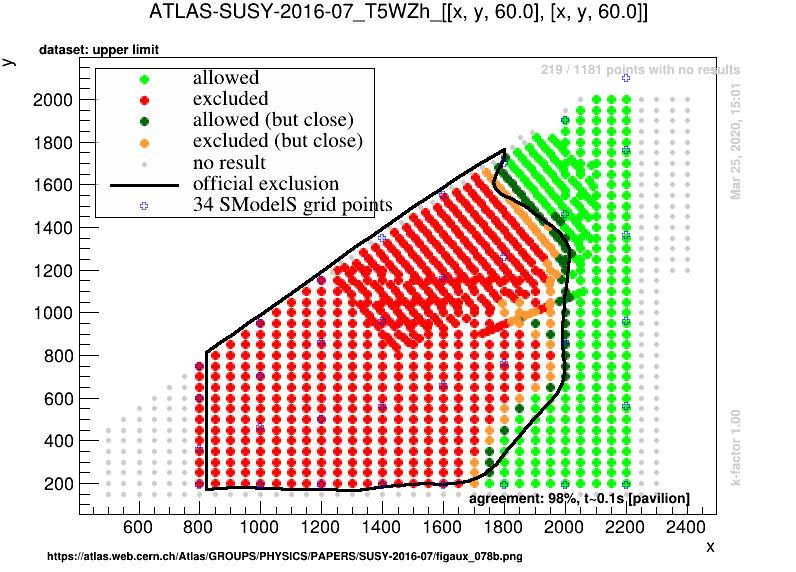 ATLAS-SUSY-2016-07_T5WZh_[[x, y, 60.0], [x, y, 60.0]]
dataset: upper limit
y
219 / 1181 points with no results
allowed
excluded
allowed (but close)
excluded (but close)
no result
official exclusion
34 SModelS grid points
Mar 25, 2020, 15:01
k-factor 1.00
2000
1800
1600
1400
1200
1000
800
600
400
200
agreement: 98%, t~0.1s [pavilion]
600 800 1000 1200 1400 1600 1800 2000 2200 2400
x
https://atlas.web.cern.ch/Atlas/GROUPS/PHYSICS/PAPERS/SUSY-2016-07/figaux_078b.png